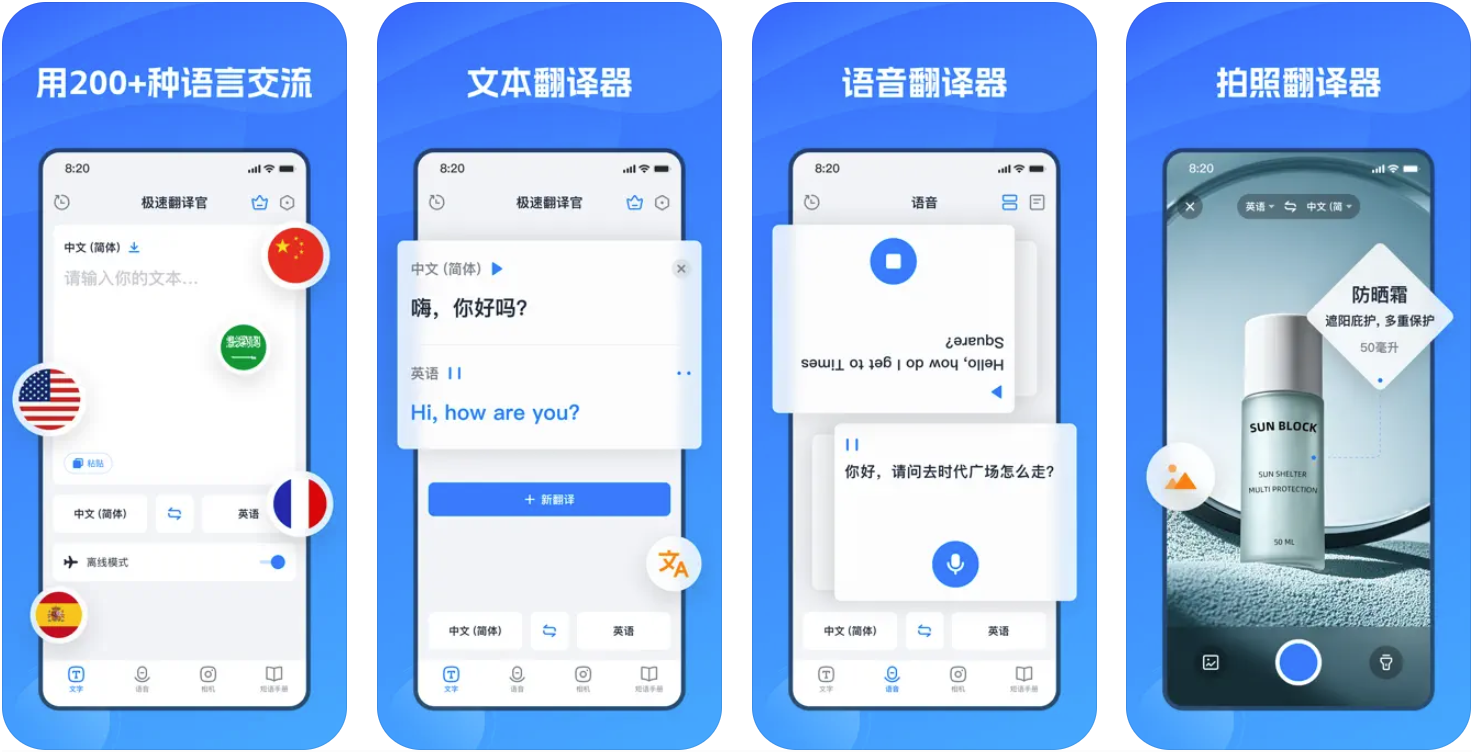 用200+种语言交流
8:20
极速翻译官
中文 (简体)
请输入你的文本...
粘贴
中文 (简体)
英语
离线模式
文字
语音
相机
短语手册
文本翻译器
8:20
极速翻译官
中文 (简体)
嗨，你好吗？
英语
Hi, how are you?
+ 新翻译
文A
中文 (简体)
英语
文字
语音
相机
短语手册
语音翻译器
8:20
语音
Hello, how do I get to Times
Square?
你好，请问去时代广场怎么走？
中文 (简体)
英语
文字
语音
相机
短语手册
拍照翻译器
8:20
英语
中文 (简
防晒霜
遮阳庇护, 多重保护
50毫升
SUN BLOCK
SUN SHELTER
MULTI PROTECTION
50 ML